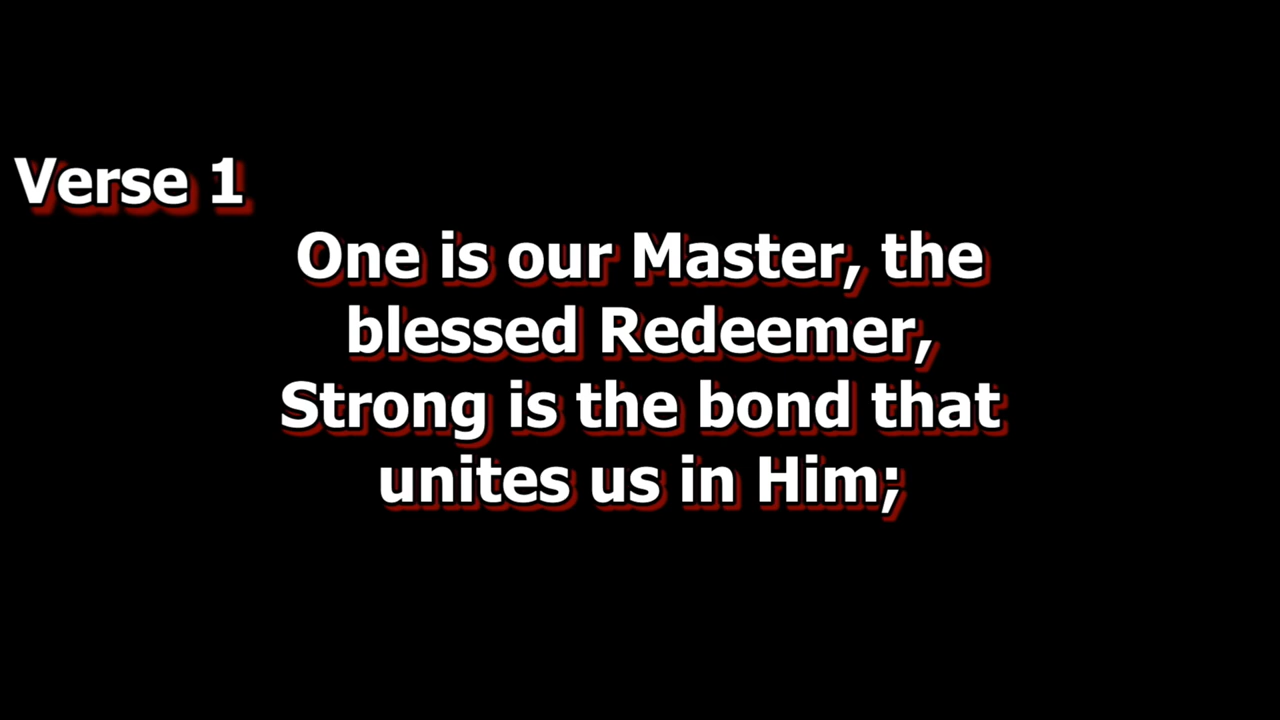 Verse 1
One is our Master, the
blessed Redeemer,
Strong is the bond that
unites us in Him;